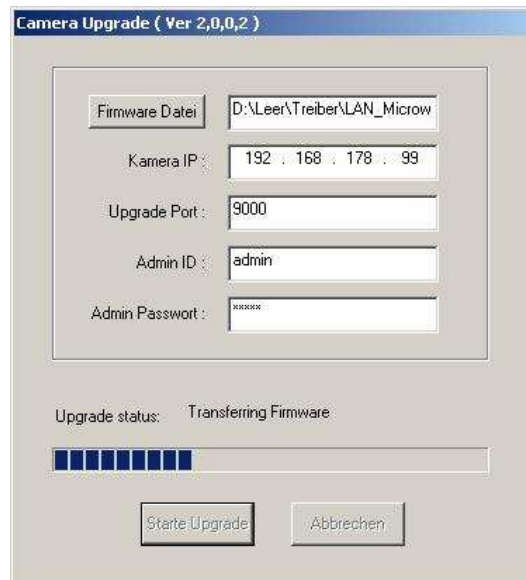 Camera Upgrade ( Ver 2,0,0,2 )
Firmware Datei D:\Leer\Treiber\LAN_Microw
Kamera IP : 192 . 168 . 178 . 99
Upgrade Port : 9000
Admin ID : admin
Admin Passwort : xxxxx
Upgrade status: Transferring Firmware
Starte Upgrade Abbrechen